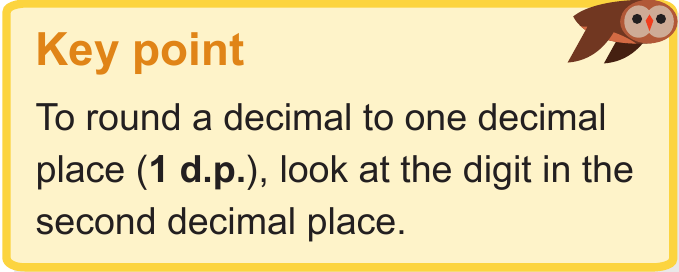 Key point
To round a decimal to one decimal
place (1 d.p.), look at the digit in the
second decimal place.